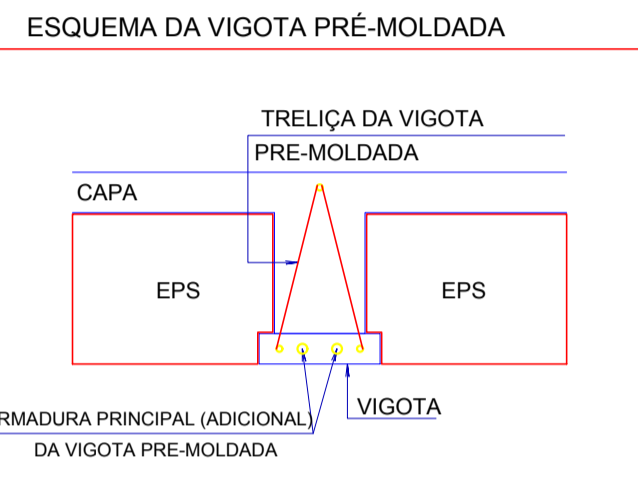 ESQUEMA DA VIGOTA PRÉ-MOLDADA
TRELIÇA DA VIGOTA
PRE-MOLDADA
CAPA
EPS
EPS
VIGOTA
RMADURA PRINCIPAL (ADICIONAL)
DA VIGOTA PRE-MOLDADA